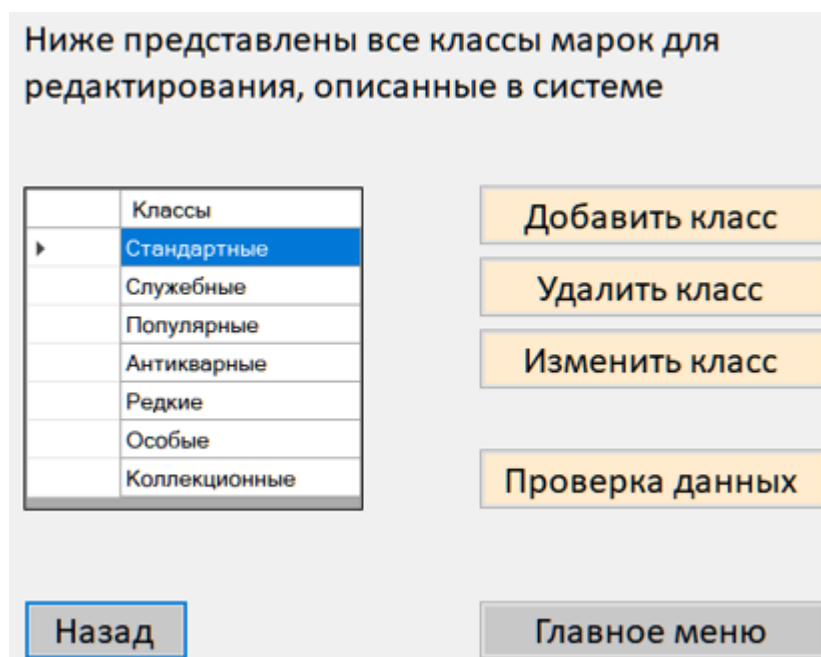 Ниже представлены все классы марок для
редактирования, описанные в системе
Классы
Стандартные
Служебные
Популярные
Антикварные
Редкие
Особые
Коллекционные
Добавить класс
Удалить класс
Изменить класс
Проверка данных
Назад
Главное меню